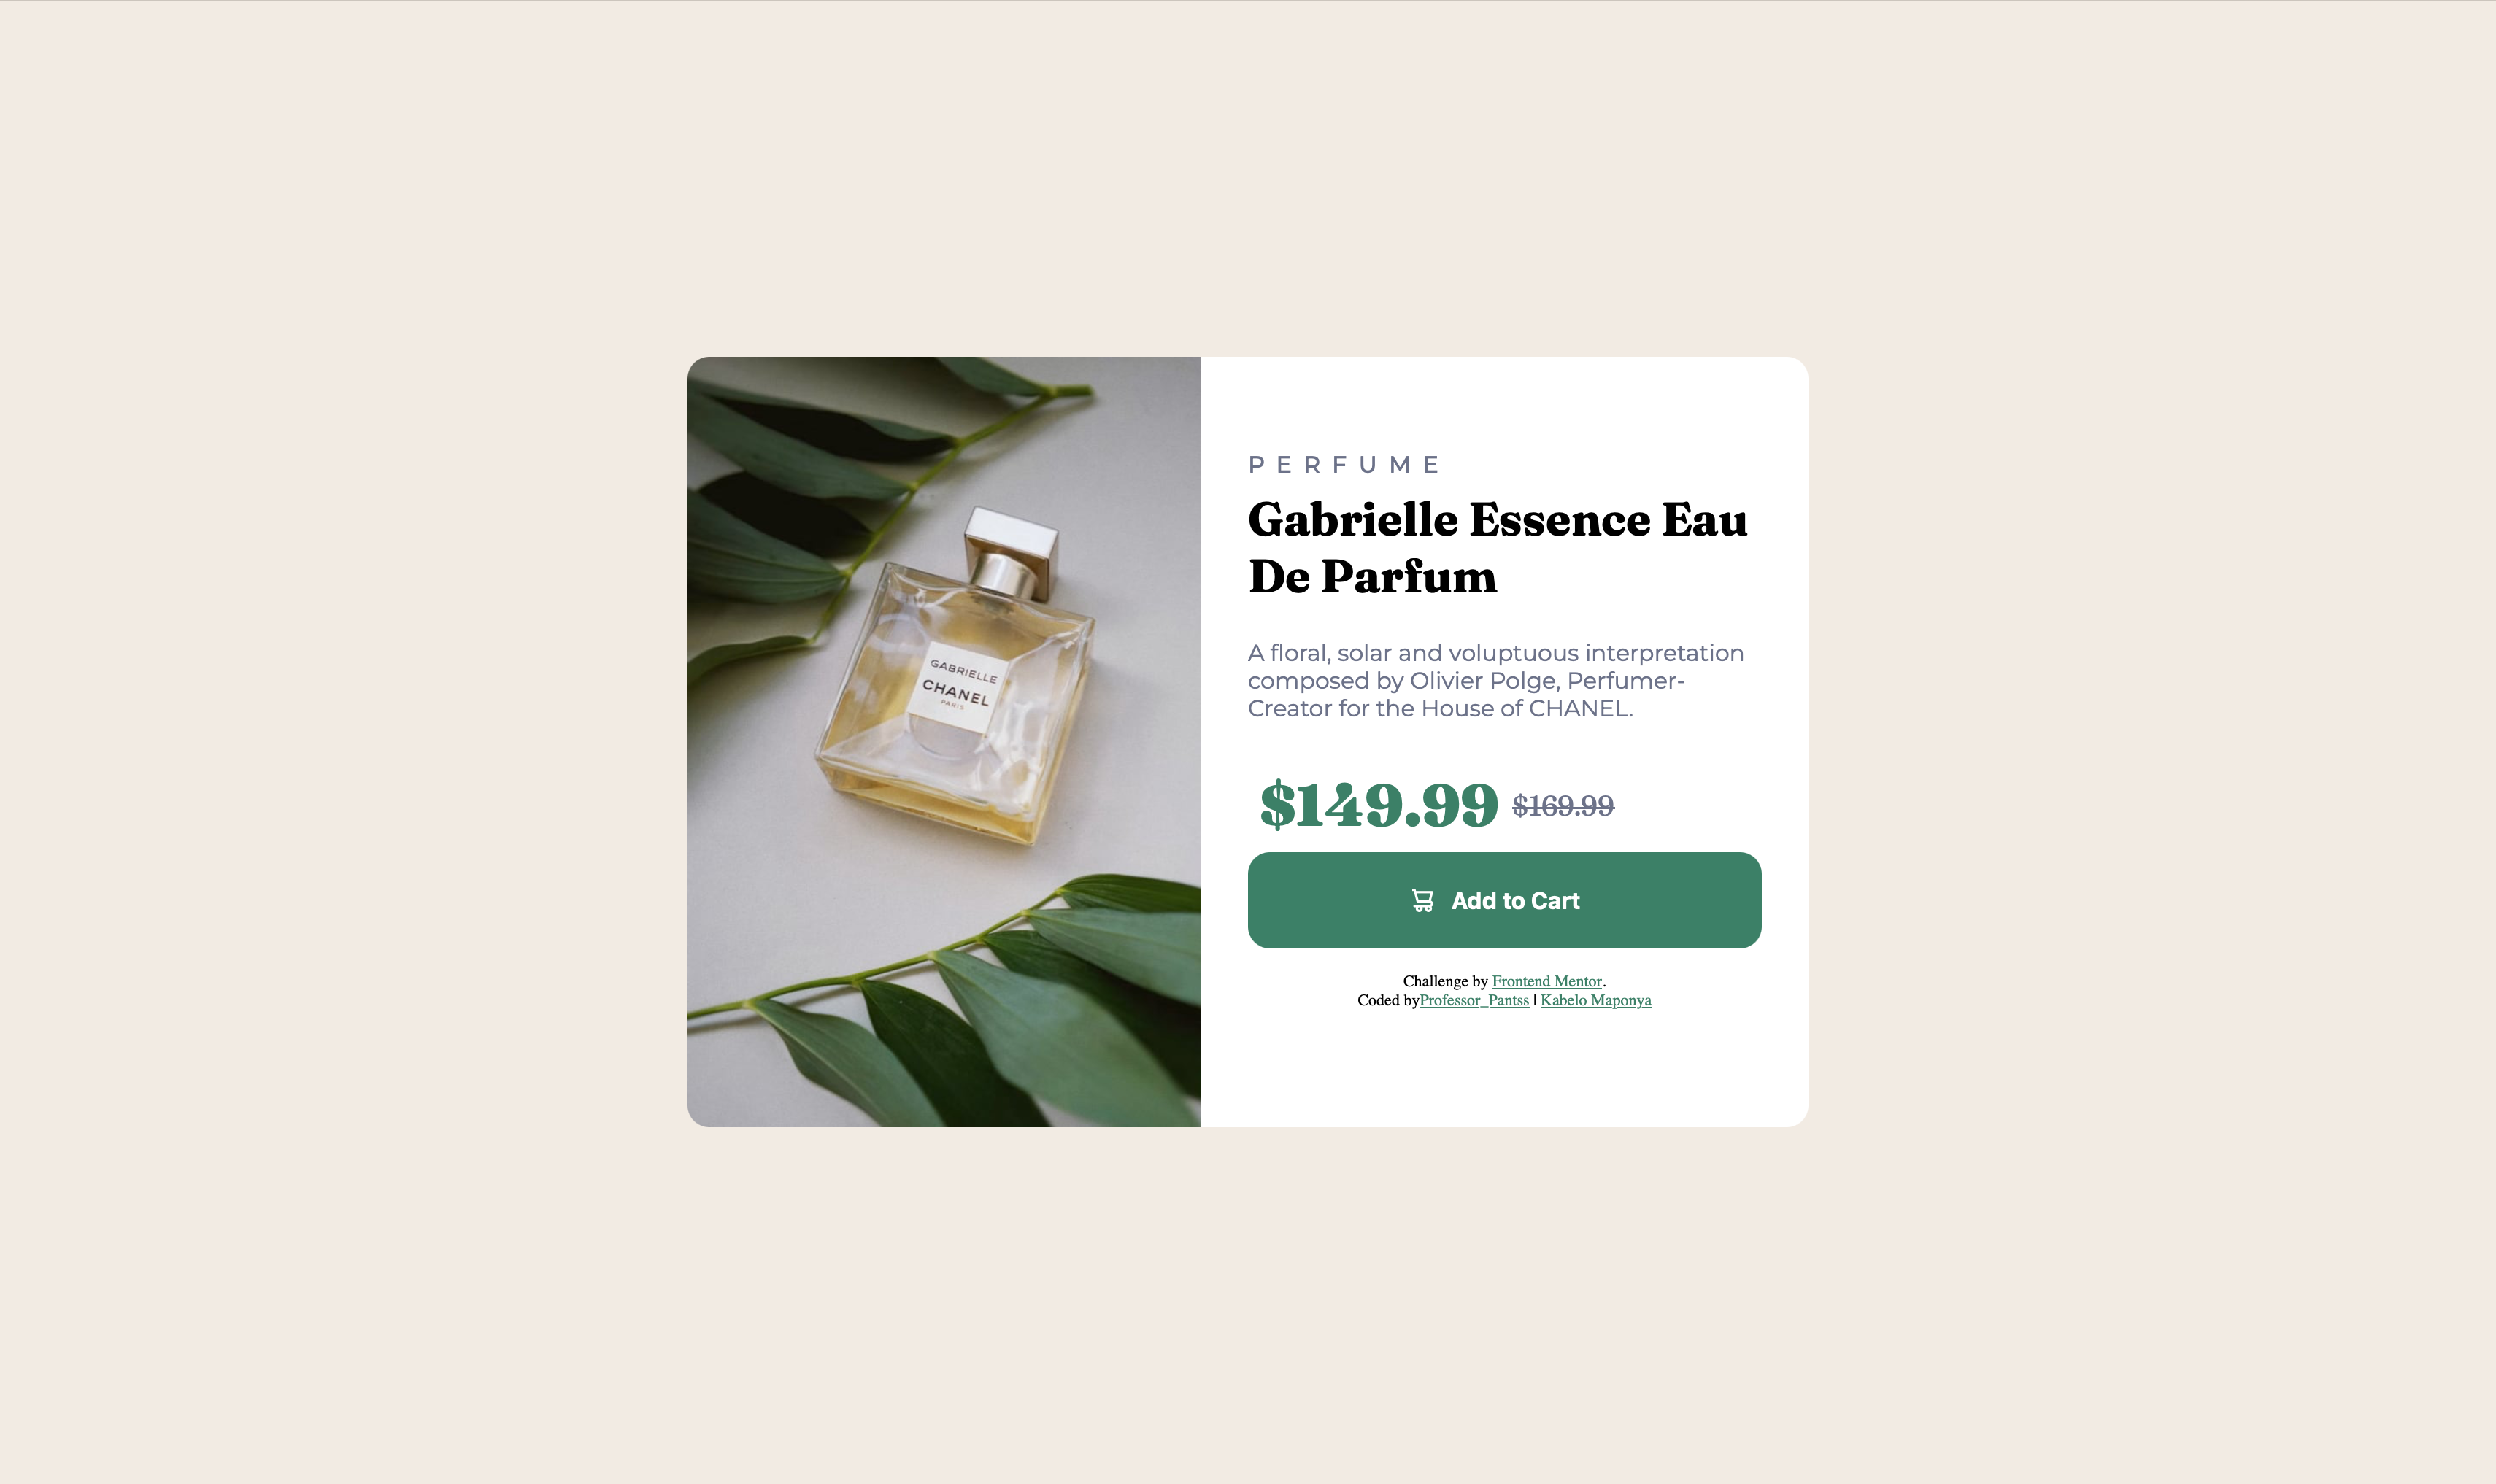 GABRIELLE
CHANEL
PARIS
PERFUME
Gabrielle Essence Eau
De Parfum
A floral, solar and voluptuous interpretation
composed by Olivier Polge, Perfumer-
Creator for the House of CHANEL.
$149.99 $169.99
Add to Cart
Challenge by Frontend Mentor.
Coded byProfessor_Pantss | Kabelo Maponya